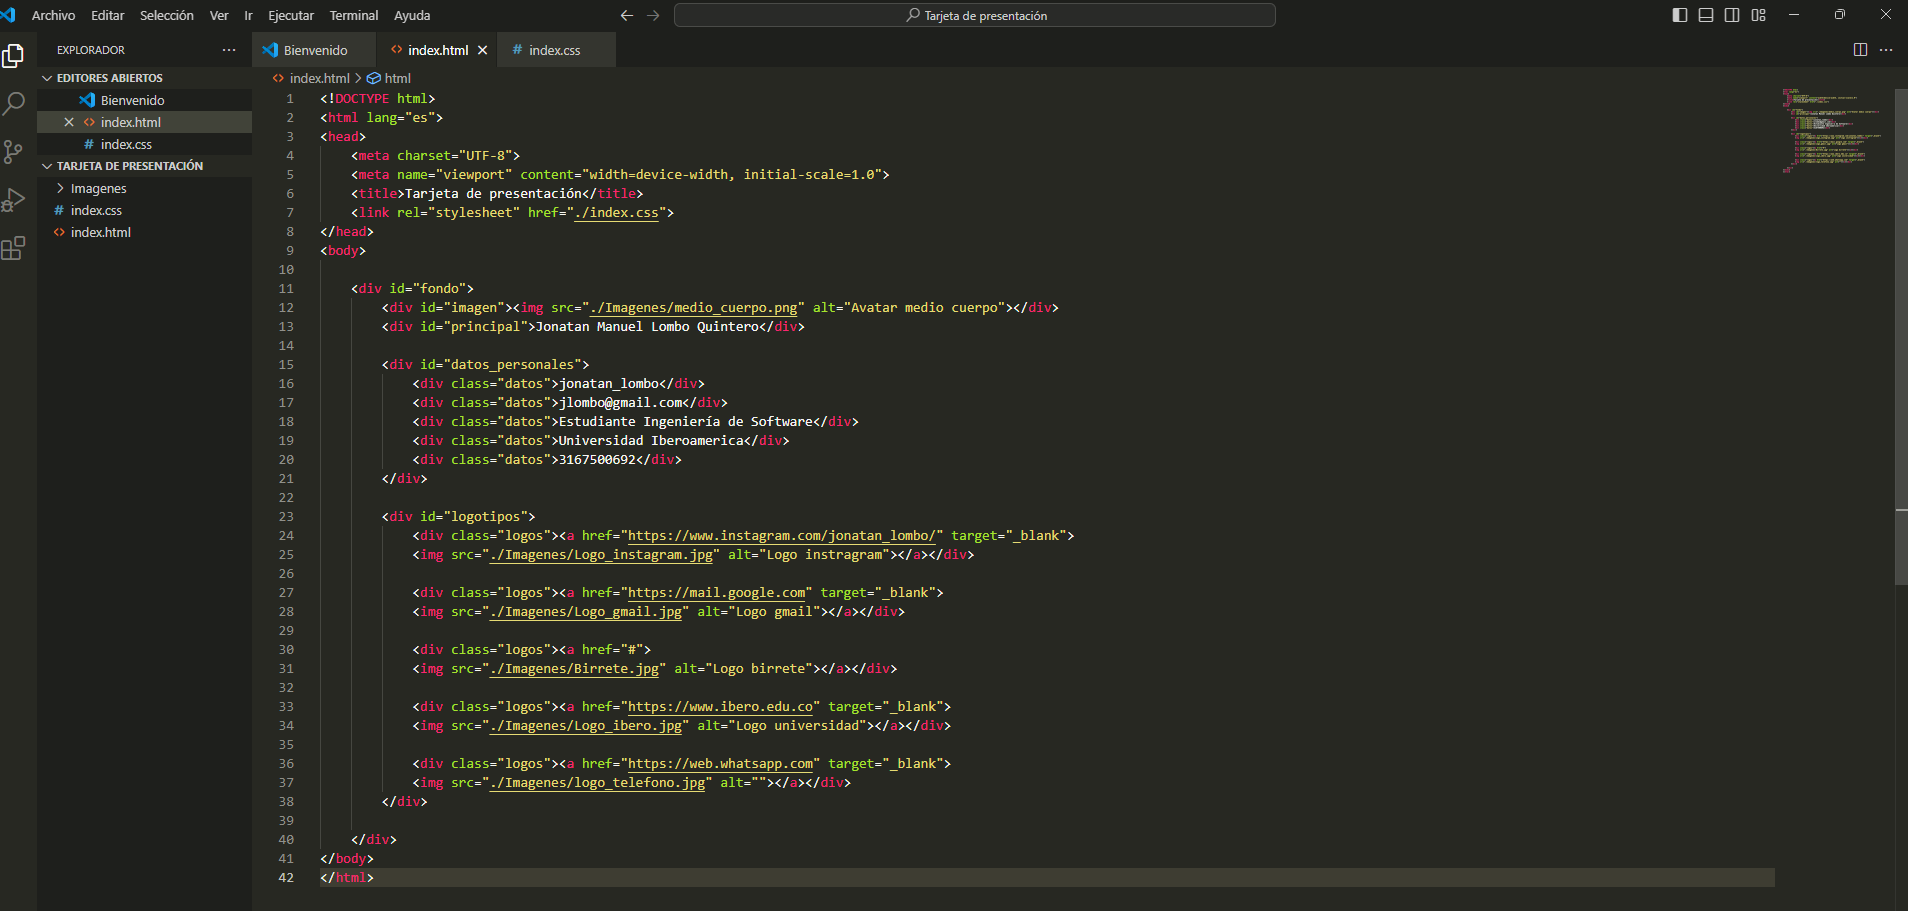 Archivo Editar Selección Ver Ir Ejecutar Terminal Ayuda
Tarjeta de presentación
EXPLORADOR
EDITORES ABIERTOS
Bienvenido
index.html
index.css
TARJETA DE PRESENTACIÓN
Imagenes
index.css
index.html
Bienvenido index.html index.css
index.html > html
1 <!DOCTYPE html>
2 <html lang="es">
3 <head>
4 <meta charset="UTF-8">
5 <meta name="viewport" content="width=device-width, initial-scale=1.0">
6 <title>Tarjeta de presentación</title>
7 <link rel="stylesheet" href="./index.css">
8 </head>
9 <body>
10
11 <div id="fondo">
12 <div id="imagen"><img src="./Imagenes/medio_cuerpo.png" alt="Avatar medio cuerpo"></div>
13 <div id="principal">Jonatan Manuel Lombo Quintero</div>
14
15 <div id="datos_personales">
16 <div class="datos">jonatan_lombo</div>
17 <div class="datos">jlombo@gmail.com</div>
18 <div class="datos">Estudiante Ingeniería de Software</div>
19 <div class="datos">Universidad Iberoamerica</div>
20 <div class="datos">3167500692</div>
21 </div>
22
23 <div id="logotipos">
24 <div class="logos"><a href="https://www.instagram.com/jonatan_lombo/" target="_blank">
25 <img src="./Imagenes/Logo_instagram.jpg" alt="Logo instragram"></a></div>
26
27 <div class="logos"><a href="https://mail.google.com" target="_blank">
28 <img src="./Imagenes/Logo_gmail.jpg" alt="Logo gmail"></a></div>
29
30 <div class="logos"><a href="#">
31 <img src="./Imagenes/Birrete.jpg" alt="Logo birrete"></a></div>
32
33 <div class="logos"><a href="https://www.ibero.edu.co" target="_blank">
34 <img src="./Imagenes/Logo_ibero.jpg" alt="Logo universidad"></a></div>
35
36 <div class="logos"><a href="https://web.whatsapp.com" target="_blank">
37 <img src="./Imagenes/logo_telefono.jpg" alt=""></a></div>
38 </div>
39
40 </div>
41 </body>
42 </html>